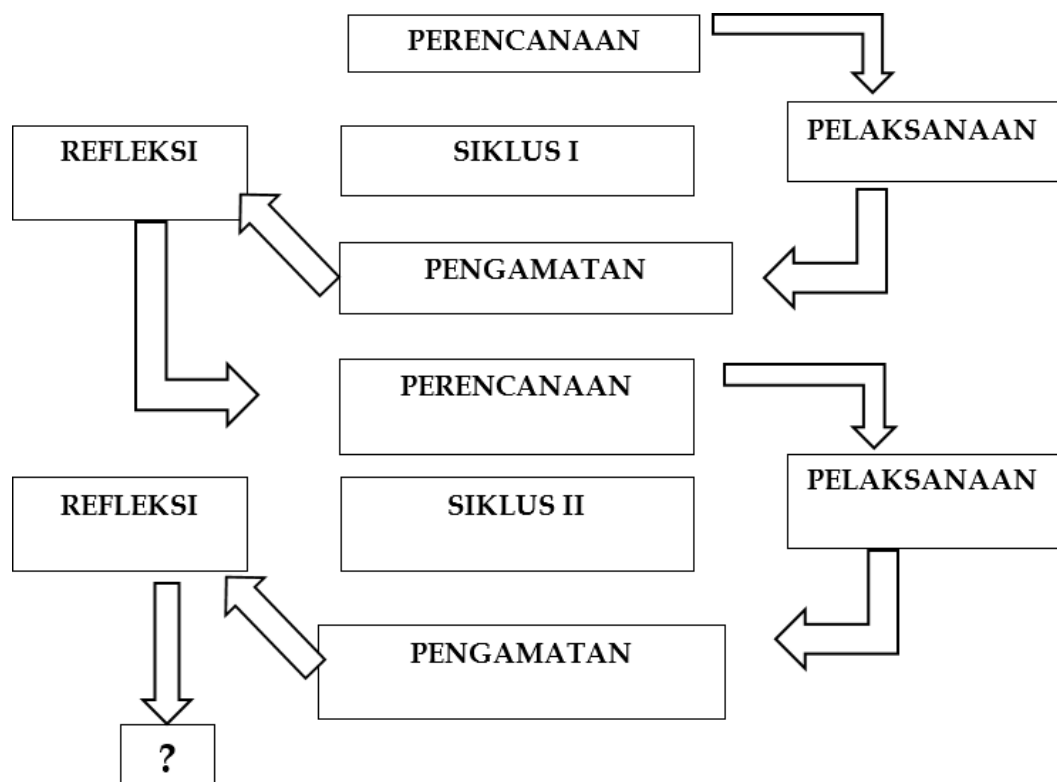 PERENCANAAN
PELAKSANAAN
REFLEKSI
SIKLUS I
PENGAMATAN
PERENCANAAN
PELAKSANAAN
REFLEKSI
SIKLUS II
PENGAMATAN
?